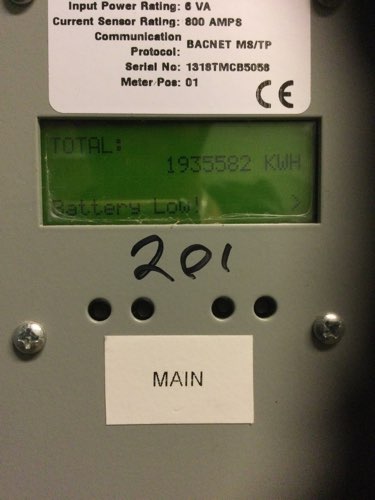 Input Power Rating: 6 VA
Current Sensor Rating: 800 AMPS
Communication
Protocol: BACNET MS/TP
Serial No: 1318TMCB5058
Meter Pos: 01
CE
TOTAL:
1935582 KWH
Battery Low! >
201
MAIN